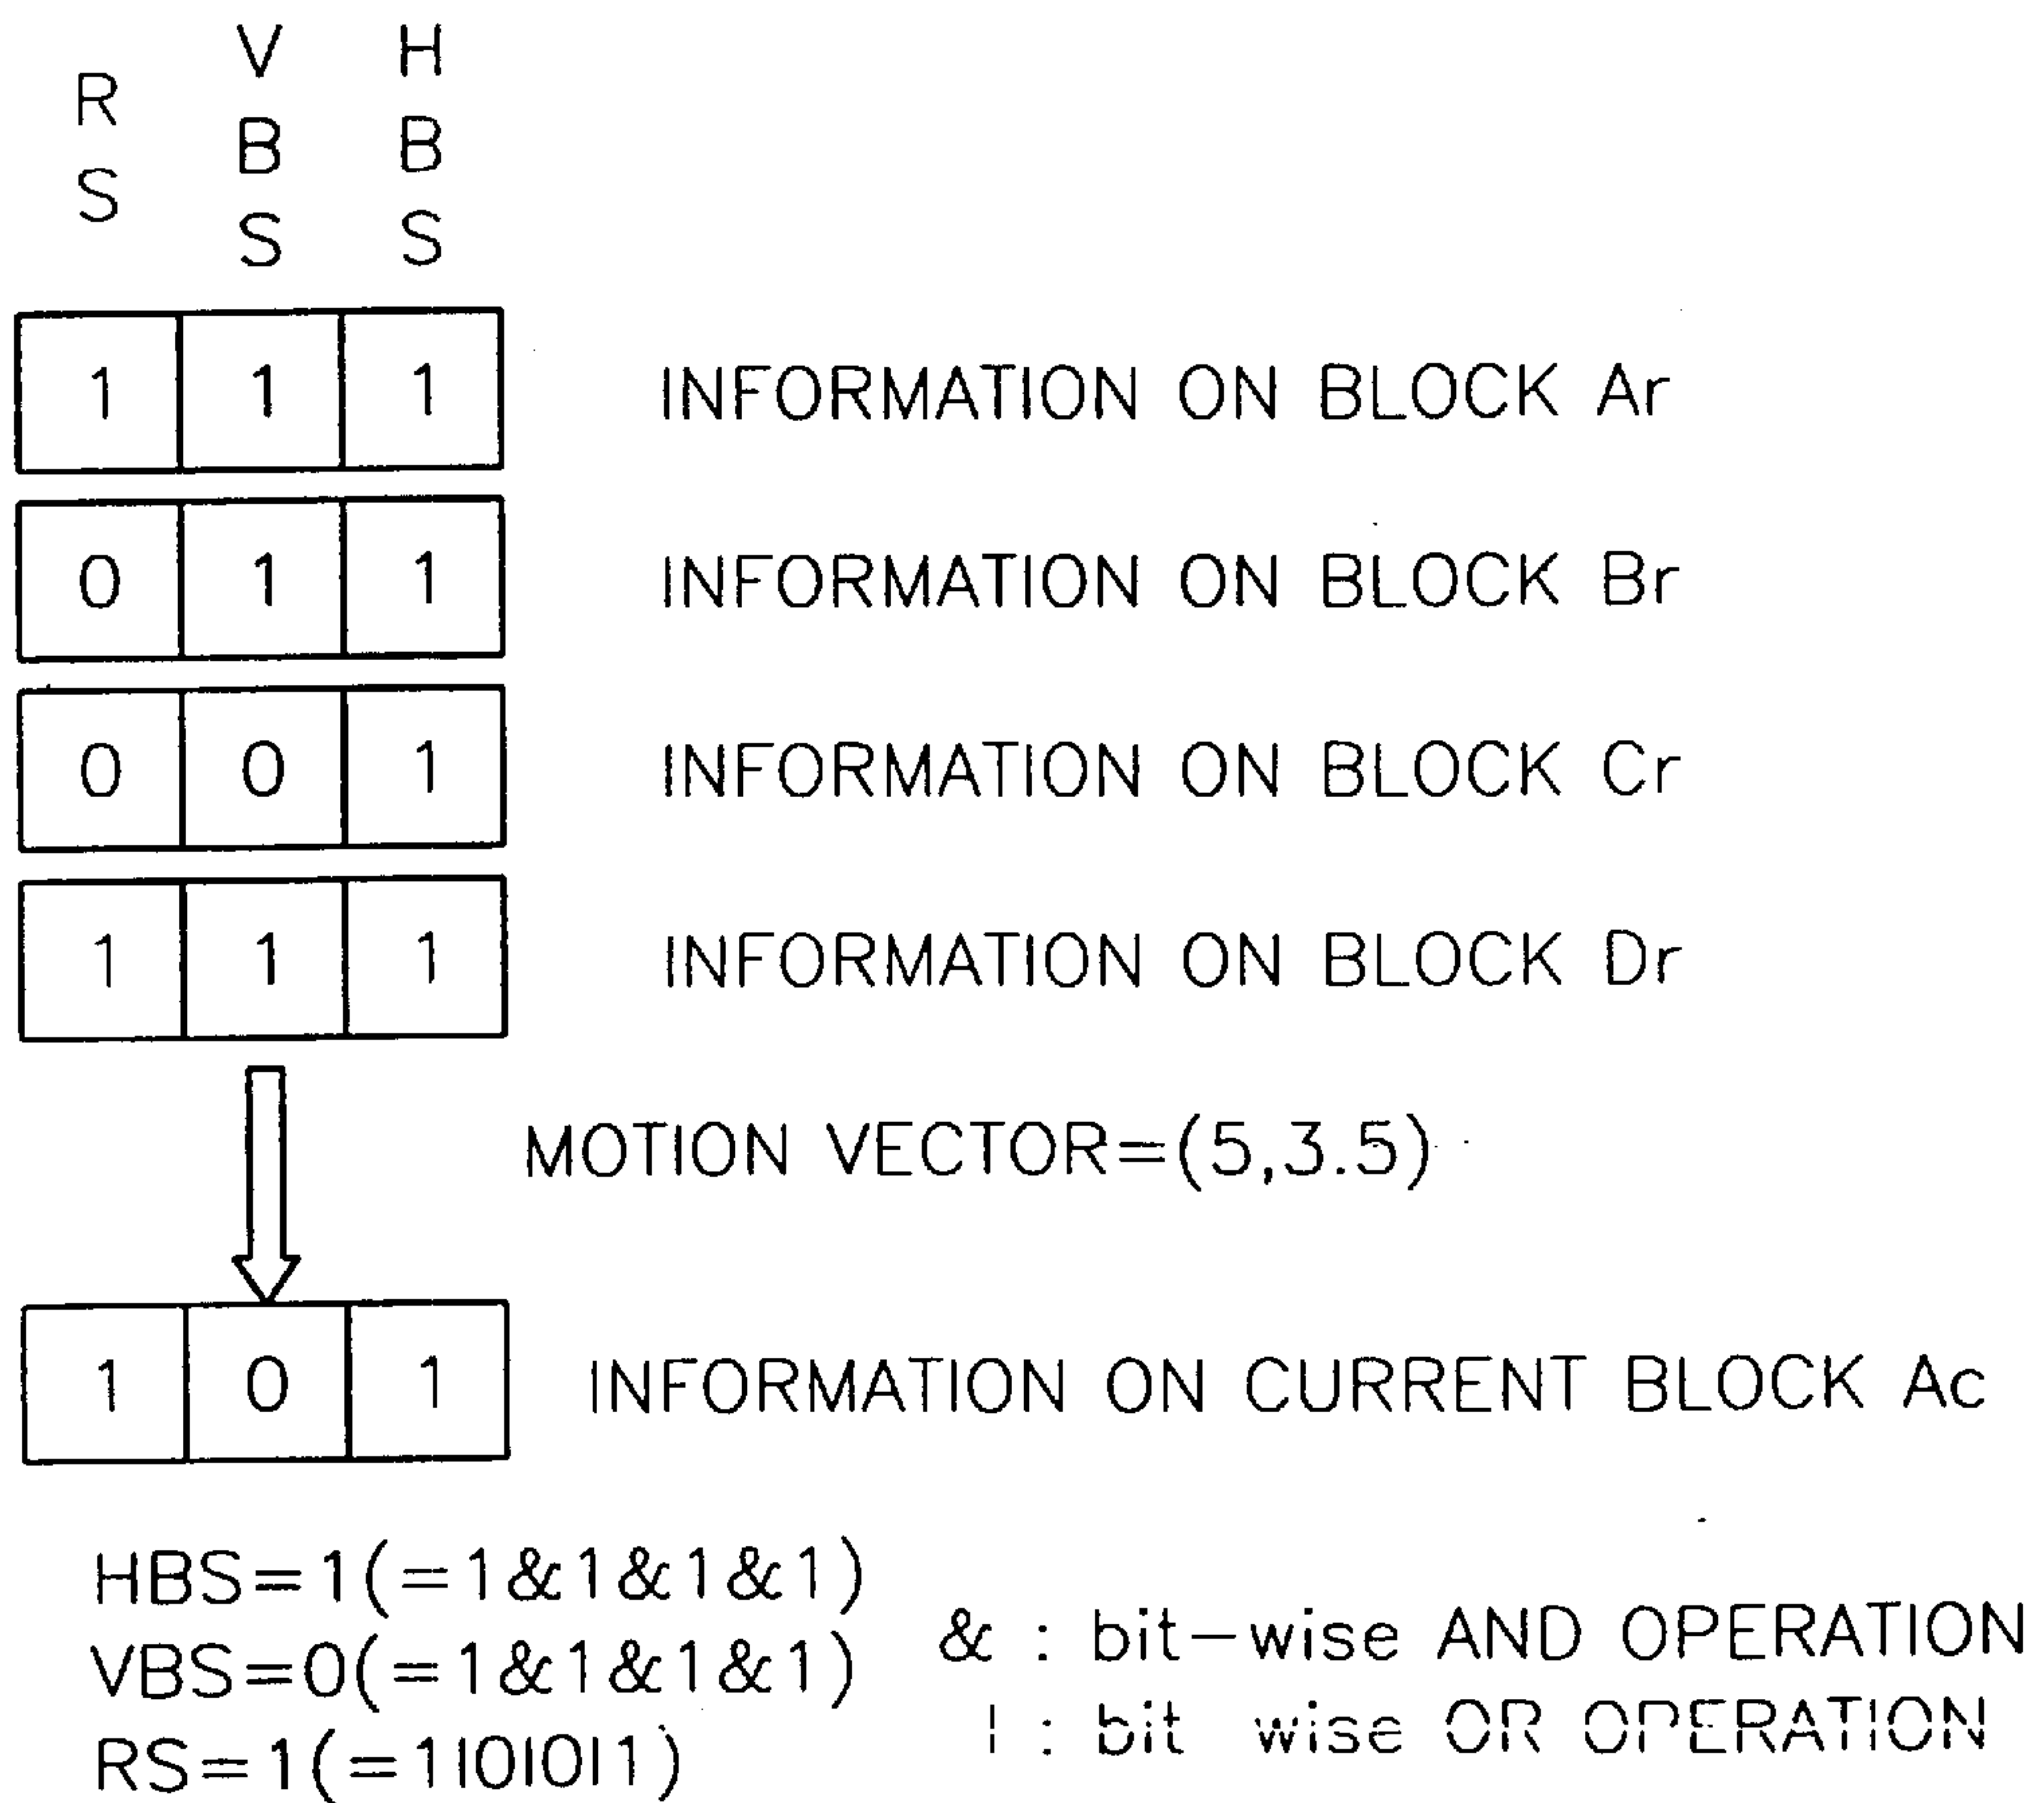 RS VBS HBS
1 1 1 INFORMATION ON BLOCK Ar
0 1 1 INFORMATION ON BLOCK Br
0 0 1 INFORMATION ON BLOCK Cr
1 1 1 INFORMATION ON BLOCK Dr
MOTION VECTOR=(5,3.5)
1 0 1 INFORMATION ON CURRENT BLOCK Ac
HBS=1(=1&1&1&1)
VBS=0(=1&1&1&1)
RS=1(=1|0|0|1)
& : bit-wise AND OPERATION
| : bit wise OR OPERATION